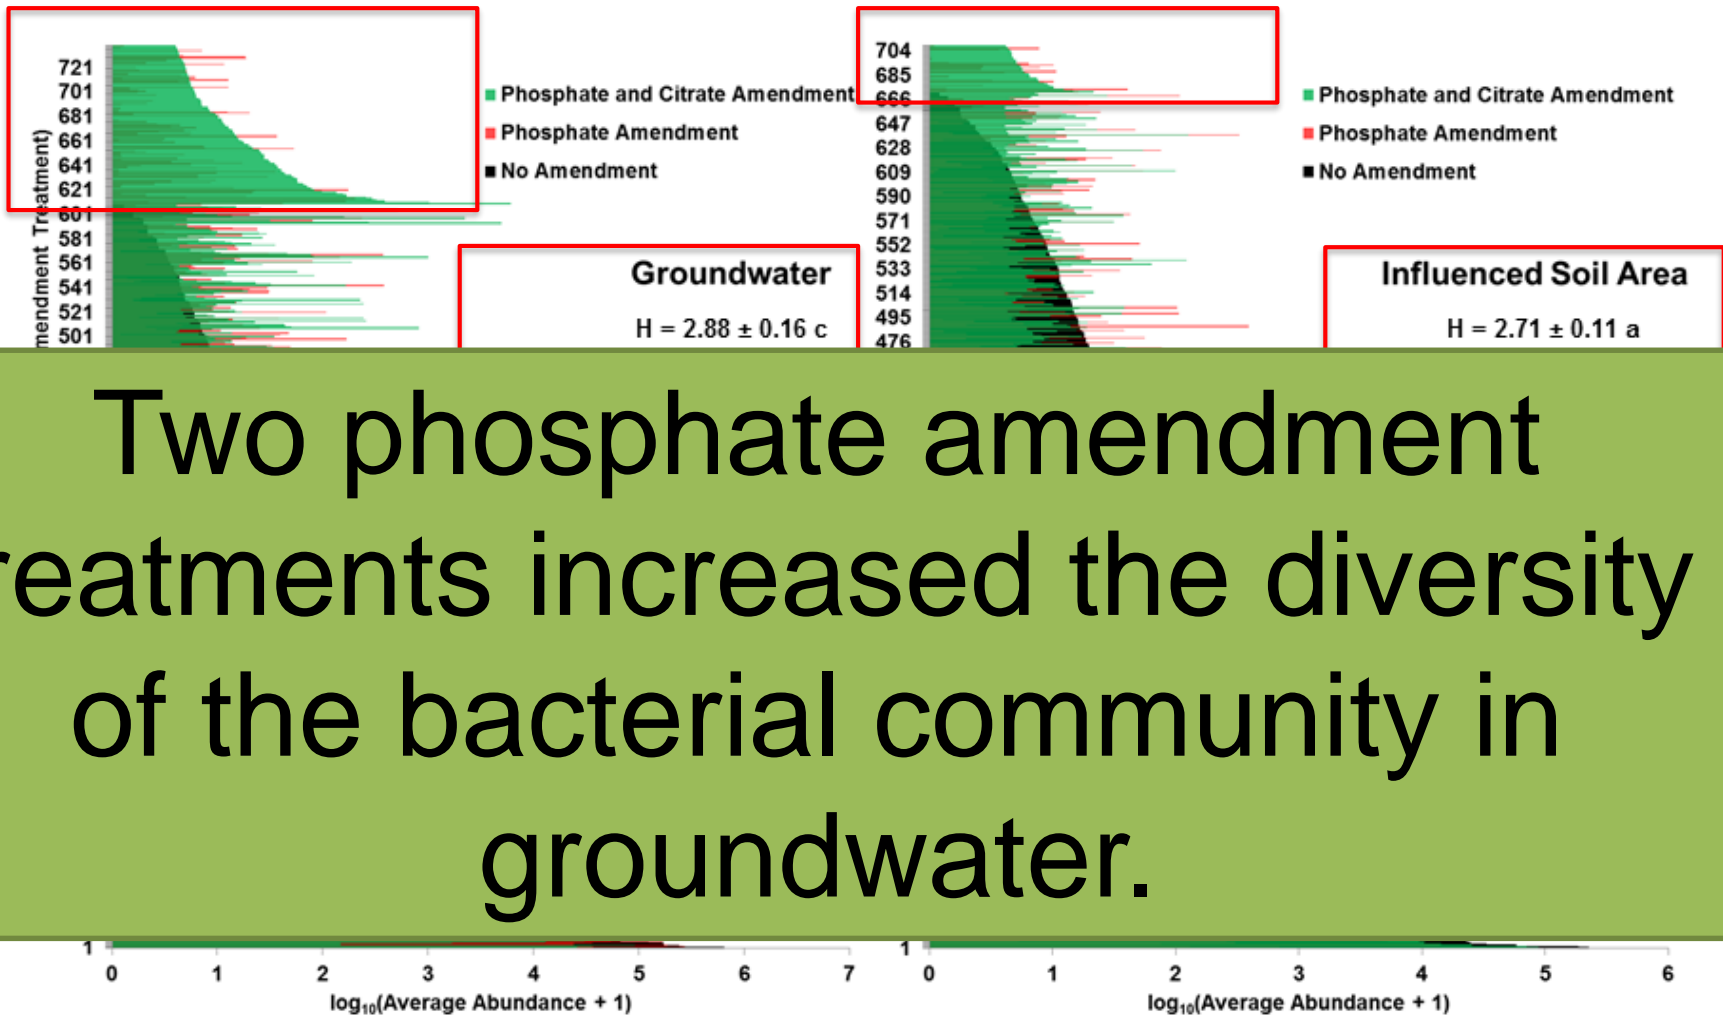 721
701
681
661
641
621
601
581
561
541
521
501
mendment Treatment)
Phosphate and Citrate Amendment
Phosphate Amendment
No Amendment
Groundwater
H = 2.88 ± 0.16 c
704
685
666
647
628
609
590
571
552
533
514
495
476
Phosphate and Citrate Amendment
Phosphate Amendment
No Amendment
Influenced Soil Area
H = 2.71 ± 0.11 a
Two phosphate amendment
reatments increased the diversity
of the bacterial community in
groundwater.
1
0 1 2 3 4 5 6 7
log₁₀(Average Abundance + 1)
1
0 1 2 3 4 5 6
log₁₀(Average Abundance + 1)